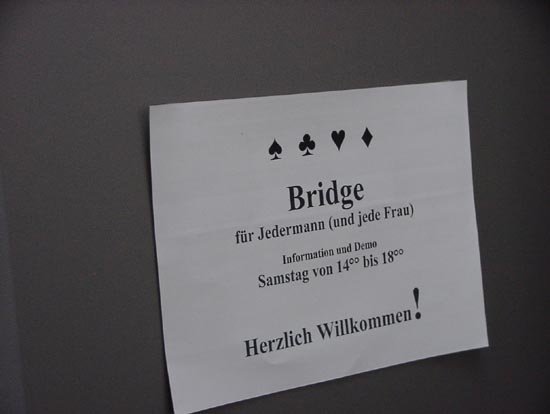 ♠ ♣ ♥ ♦
Bridge
für Jedermann (und jede Frau)
Information und Demo
Samstag von 14°° bis 18°°
Herzlich Willkommen!